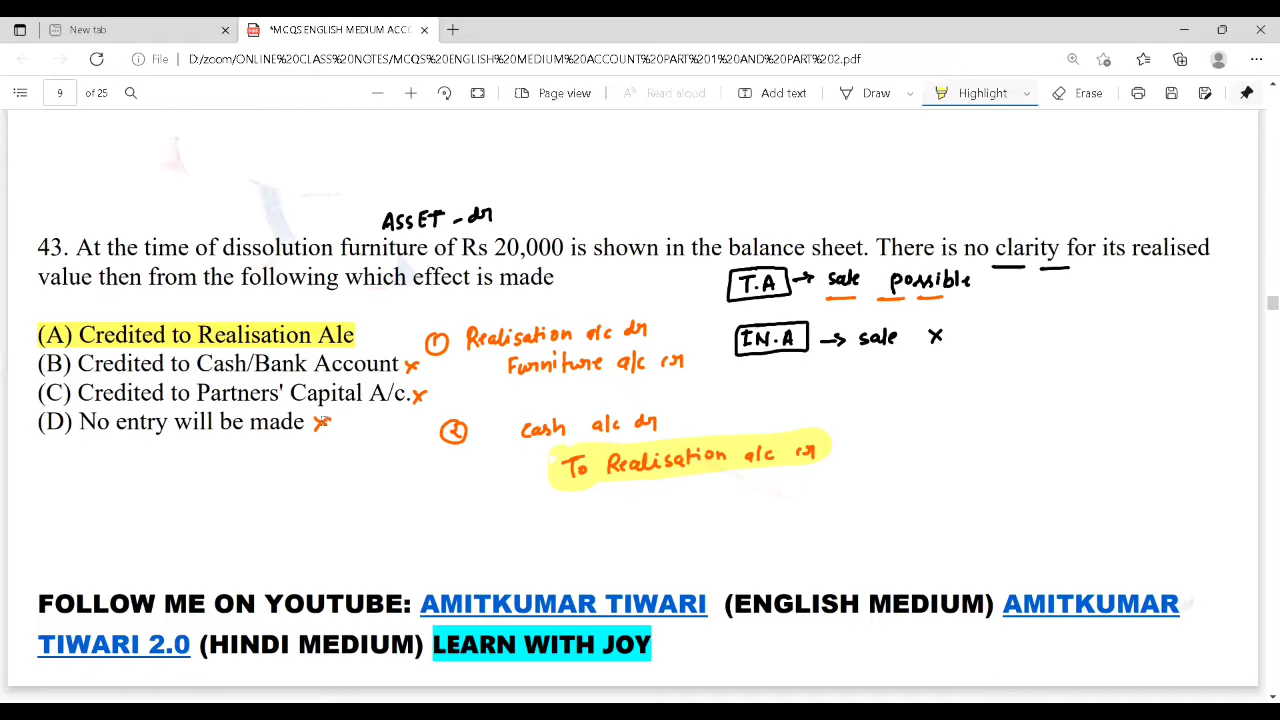 New tab
*MCQS ENGLISH MEDIUM ACCO
File D:/zoom/ONLINE%20CLASS%20NOTES/MCQS%20ENGLISH%20MEDIUM%20ACCOUNT%20PART%201%20AND%20PART%202.pdf
9 of 25
Page view
Read aloud
Add text
Draw
Highlight
Erase
ASSET - dr
43. At the time of dissolution furniture of Rs 20,000 is shown in the balance sheet. There is no clarity for its realised
value then from the following which effect is made
T.A → sale possible
(A) Credited to Realisation Ale
(B) Credited to Cash/Bank Account x
(C) Credited to Partners' Capital A/c. x
(D) No entry will be made x
① Realisation a/c dr
Furniture a/c cr
IN.A → sale x
② Cash a/c dr
To Realisation a/c cr
FOLLOW ME ON YOUTUBE: AMITKUMAR TIWARI (ENGLISH MEDIUM) AMITKUMAR
TIWARI 2.0 (HINDI MEDIUM) LEARN WITH JOY